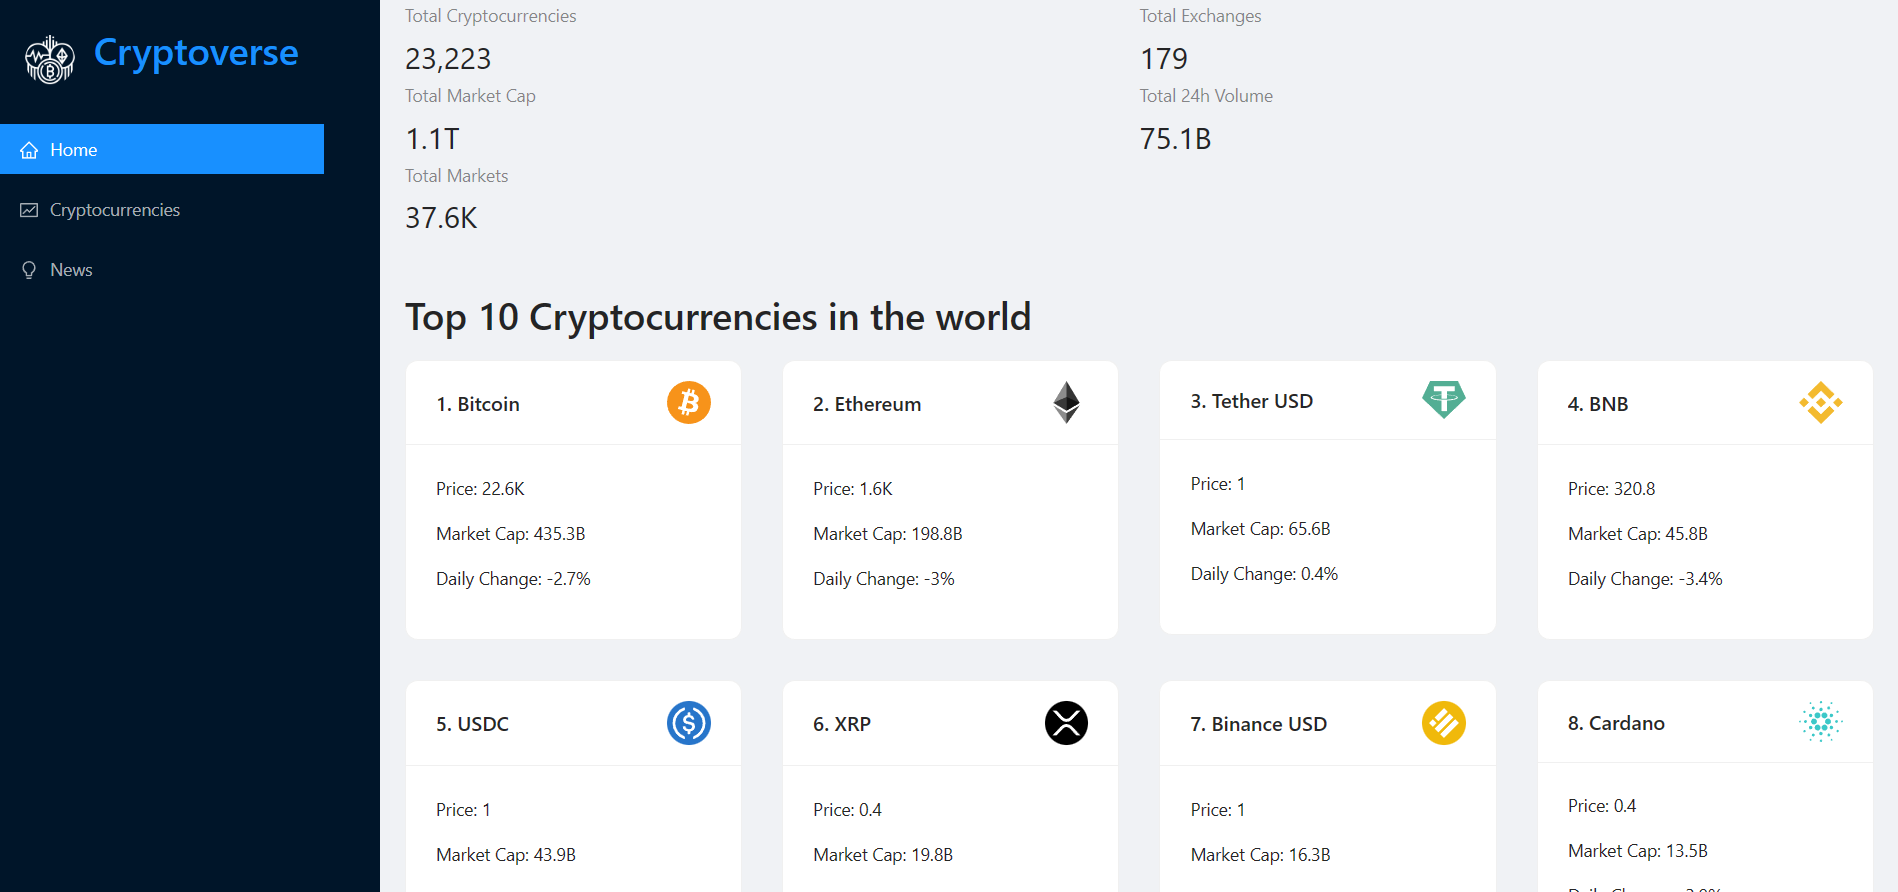 Cryptoverse
Home
Cryptocurrencies
News
Total Cryptocurrencies
23,223
Total Exchanges
179
Total Market Cap
1.1T
Total 24h Volume
75.1B
Total Markets
37.6K
Top 10 Cryptocurrencies in the world
1. Bitcoin
Price: 22.6K
Market Cap: 435.3B
Daily Change: -2.7%
2. Ethereum
Price: 1.6K
Market Cap: 198.8B
Daily Change: -3%
3. Tether USD
Price: 1
Market Cap: 65.6B
Daily Change: 0.4%
4. BNB
Price: 320.8
Market Cap: 45.8B
Daily Change: -3.4%
5. USDC
Price: 1
Market Cap: 43.9B
6. XRP
Price: 0.4
Market Cap: 19.8B
7. Binance USD
Price: 1
Market Cap: 16.3B
8. Cardano
Price: 0.4
Market Cap: 13.5B